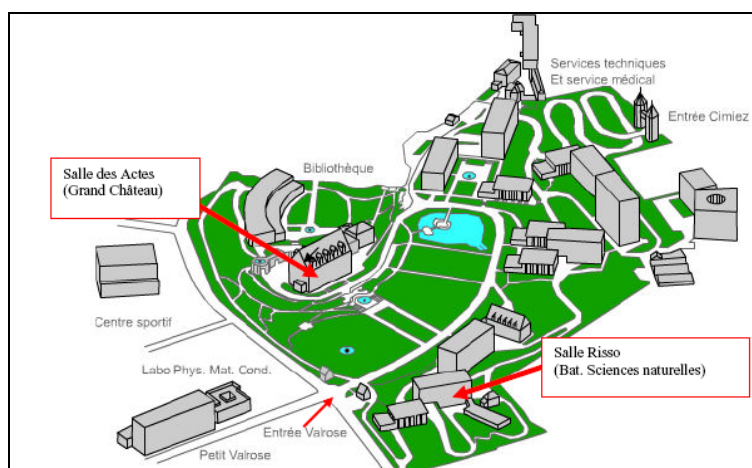 Services techniques
Et service médical
Entrée Cimiez
Salle des Actes
(Grand Château)
Bibliothèque
Centre sportif
Salle Risso
(Bat. Sciences naturelles)
Labo Phys. Mat. Cond.
Entrée Valrose
Petit Valrose